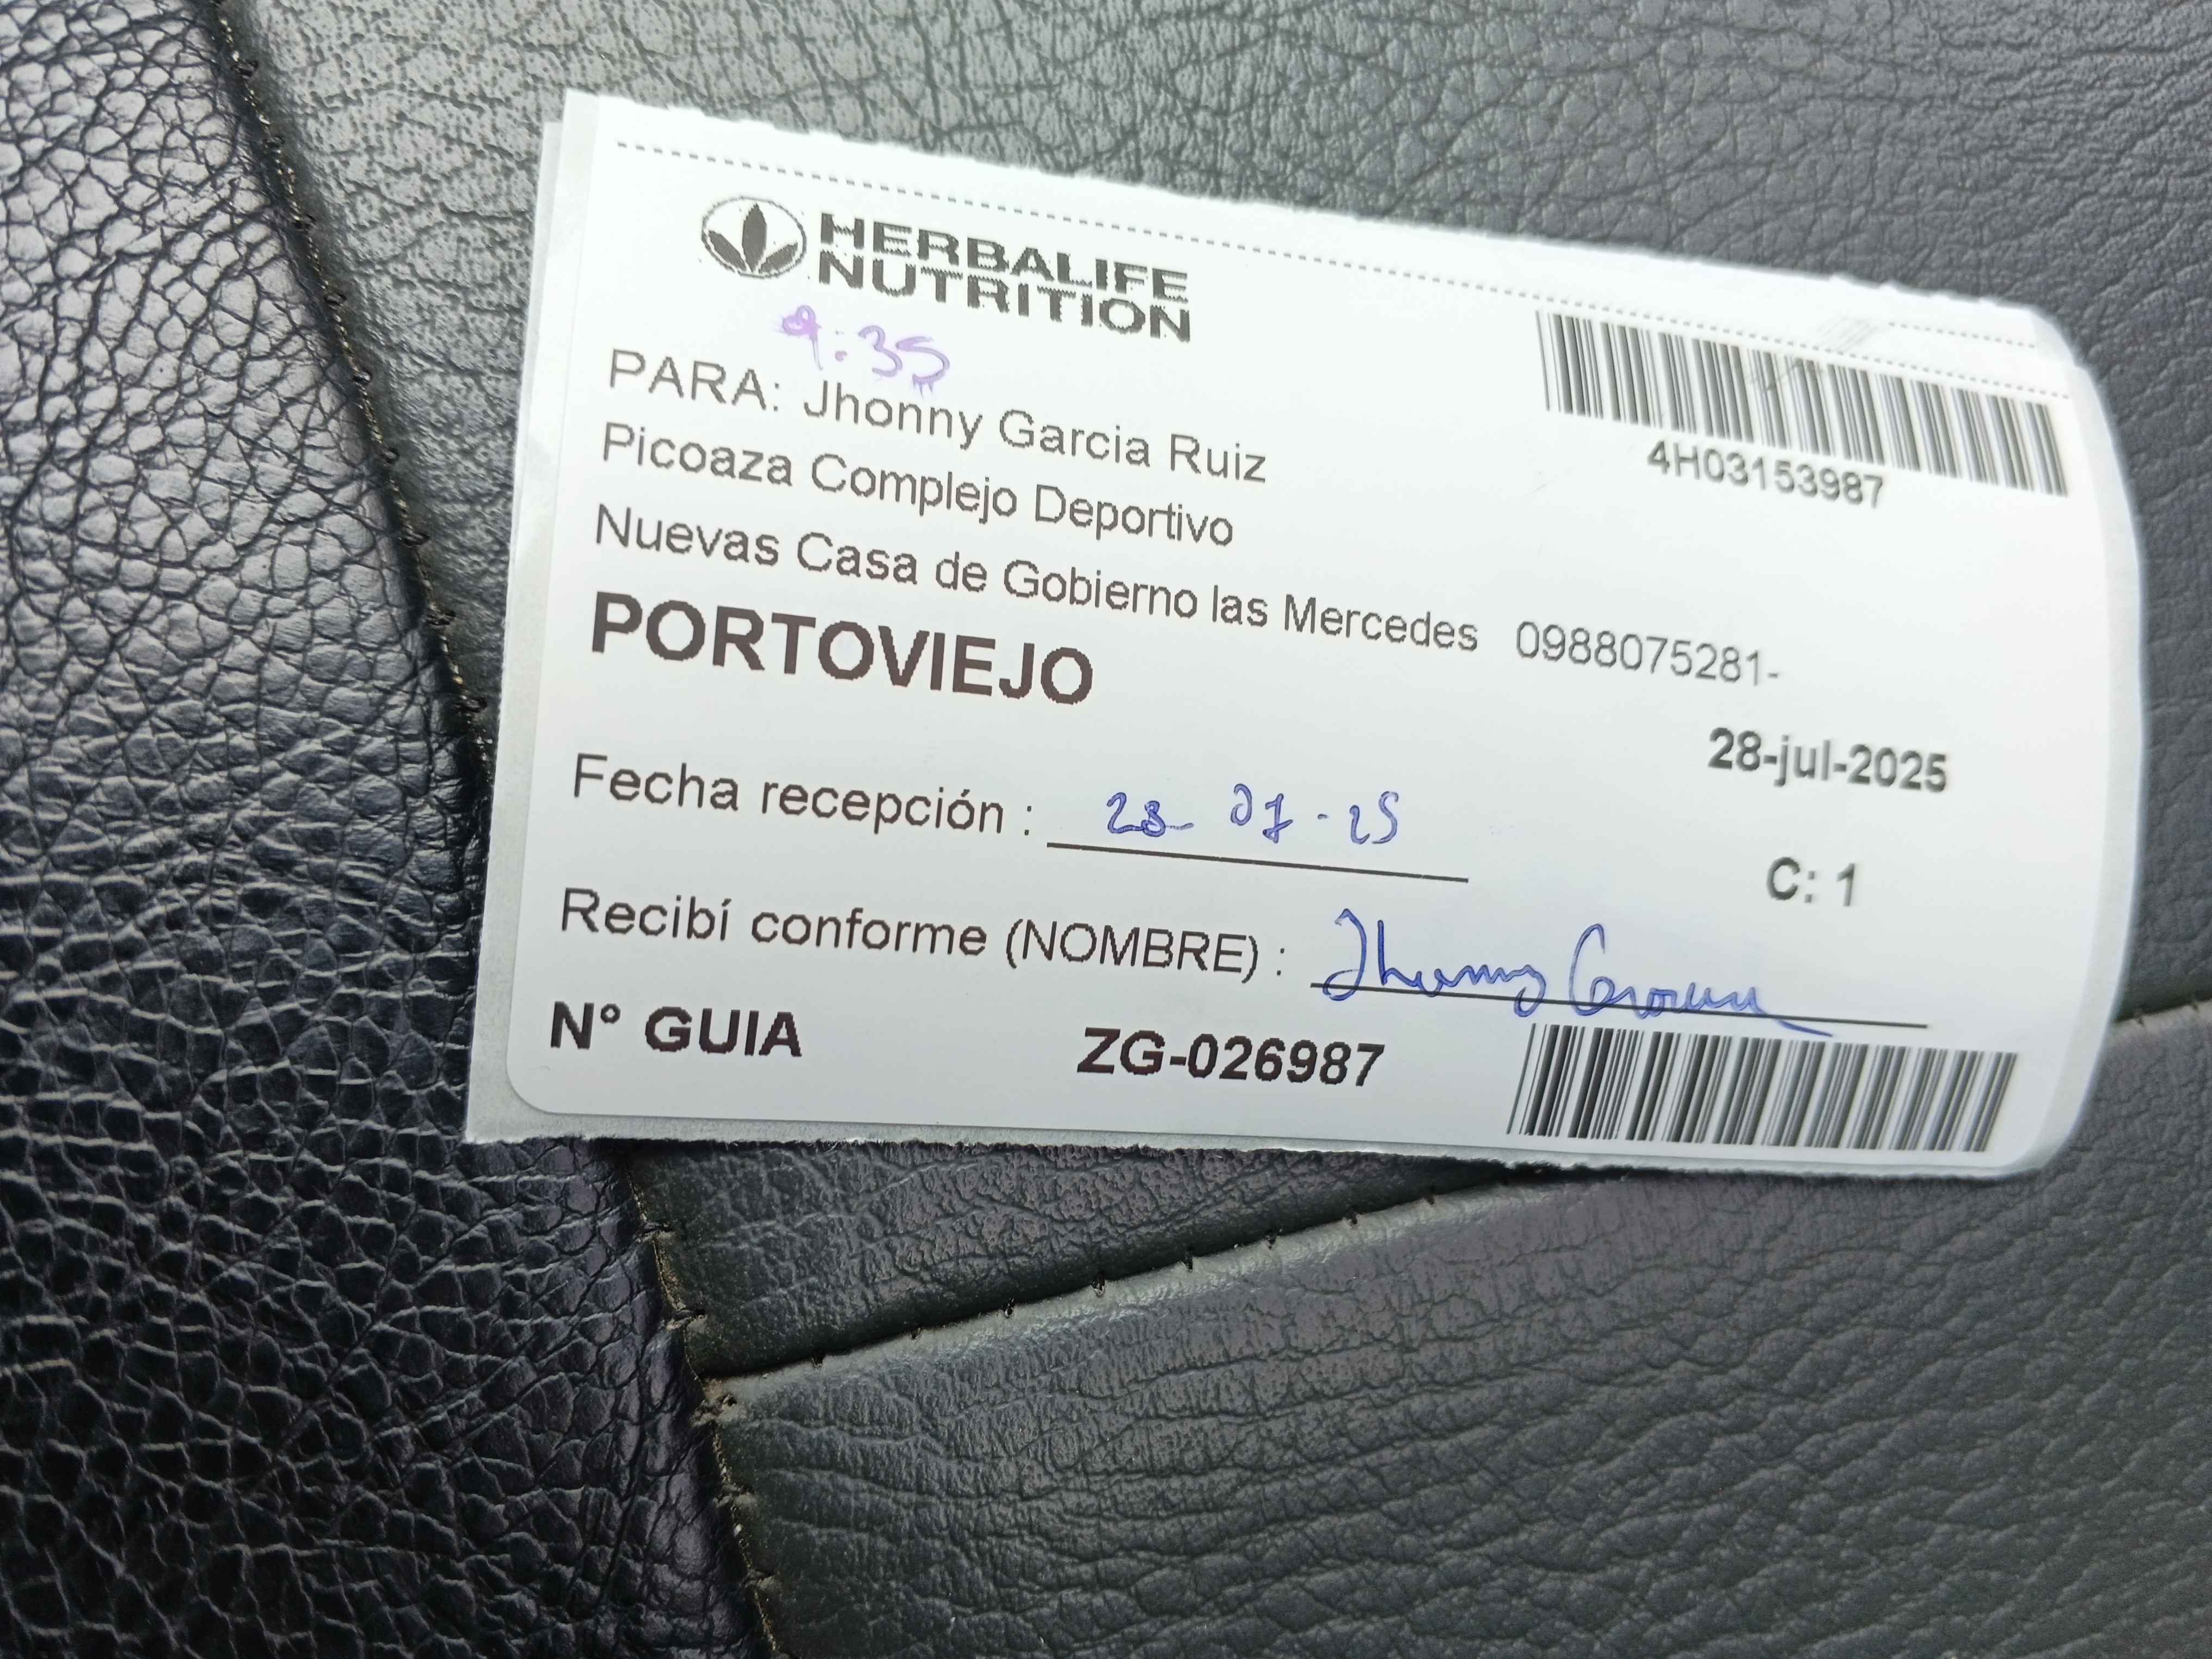 HERBALIFE
NUTRITION
9:35
4H03153987
PARA: Jhonny Garcia Ruiz
Picoaza Complejo Deportivo
Nuevas Casa de Gobierno las Mercedes 0988075281-
PORTOVIEJO
28-jul-2025
Fecha recepción : 28- 07-25
C: 1
Recibí conforme (NOMBRE) : Jhonny
N° GUIA ZG-026987